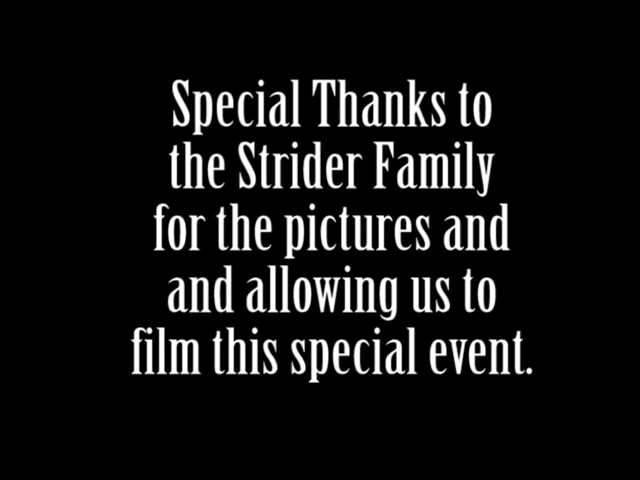 Special Thanks to
the Strider Family
for the pictures and
and allowing us to
film this special event.